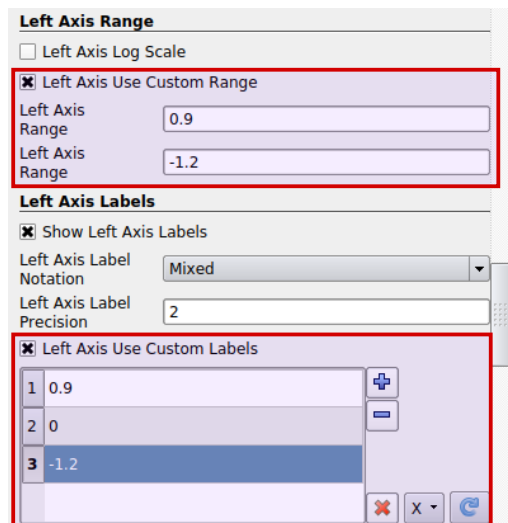 Left Axis Range
Left Axis Log Scale
Left Axis Use Custom Range
Left Axis
Range
0.9
Left Axis
Range
-1.2
Left Axis Labels
Show Left Axis Labels
Left Axis Label
Notation
Mixed
Left Axis Label
Precision
2
Left Axis Use Custom Labels
1 0.9
2 0
3 -1.2
X